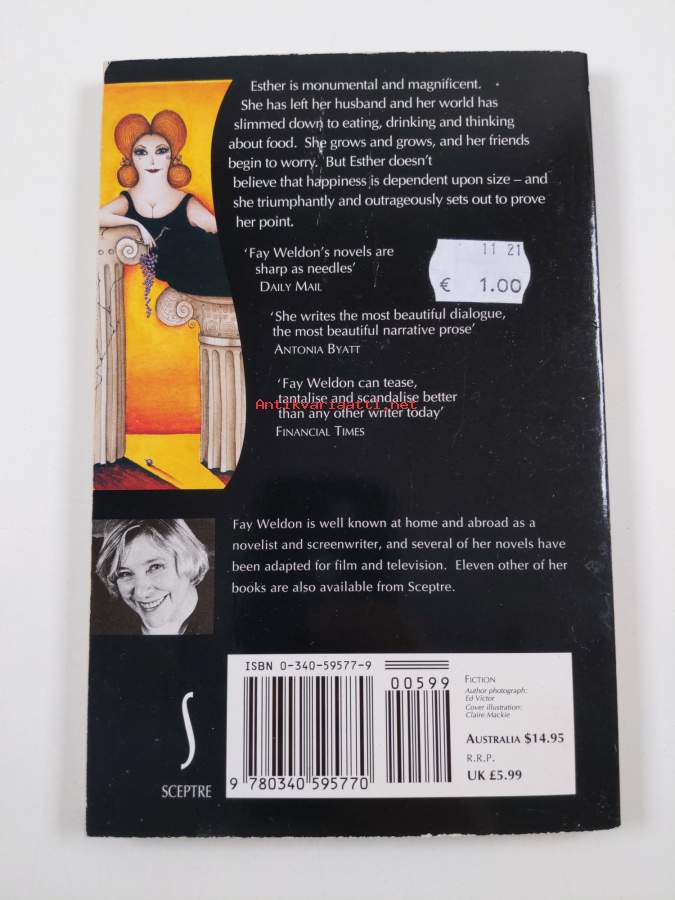 Esther is monumental and magnificent.
She has left her husband and her world has
slimmed down to eating, drinking and thinking
about food. She grows and grows, and her friends
begin to worry. But Esther doesn't
believe that happiness is dependent upon size – and
she triumphantly and outrageously sets out to prove
her point.
'Fay Weldon's novels are
sharp as needles'
DAILY MAIL
11 21
€ 1.00
'She writes the most beautiful dialogue,
the most beautiful narrative prose'
ANTONIA BYATT
'Fay Weldon can tease,
tantalise and scandalise better
than any other writer today'
FINANCIAL TIMES
Antikvariaatti.net
Fay Weldon is well known at home and abroad as a
novelist and screenwriter, and several of her novels have
been adapted for film and television. Eleven other of her
books are also available from Sceptre.
SCEPTRE
ISBN 0-340-59577-9
00599
9 780340 595770
FICTION
Author photograph:
Ed Victor
Cover illustration:
Claire Mackie
AUSTRALIA $14.95
R.R.P.
UK £5.99